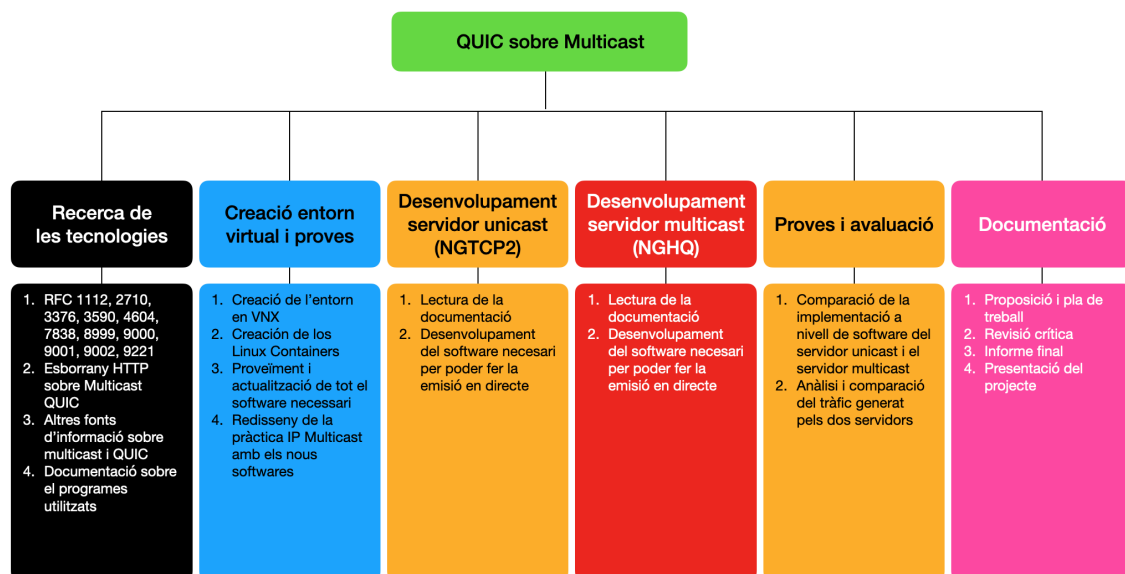 QUIC sobre Multicast
Recerca de
les tecnologies
Creació entorn
virtual i proves
Desenvolupament
servidor unicast
(NGTCP2)
Desenvolupament
servidor multicast
(NGHQ)
Proves i avaluació
Documentació
1. RFC 1112, 2710,
3376, 3590, 4604,
7838, 8999, 9000,
9001, 9002, 9221
2. Esborrany HTTP
sobre Multicast
QUIC
3. Altres fonts
d'informació sobre
multicast i QUIC
4. Documentació sobre
el programes
utilitzats
1. Creació de l'entorn
en VNX
2. Creación de los
Linux Containers
3. Proveïment i
actualització de tot el
software necessari
4. Redisseny de la
pràctica IP Multicast
amb els nous
softwares
1. Lectura de la
documentació
2. Desenvolupament
del software necesari
per poder fer la
emisió en directe
1. Lectura de la
documentació
2. Desenvolupament
del software necesari
per poder fer la
emisió en directe
1. Comparació de la
implementació a
nivell de software del
servidor unicast i el
servidor multicast
2. Anàlisi i comparació
del tràfic generat
pels dos servidors
1. Proposició i pla de
treball
2. Revisió crítica
3. Informe final
4. Presentació del
projecte